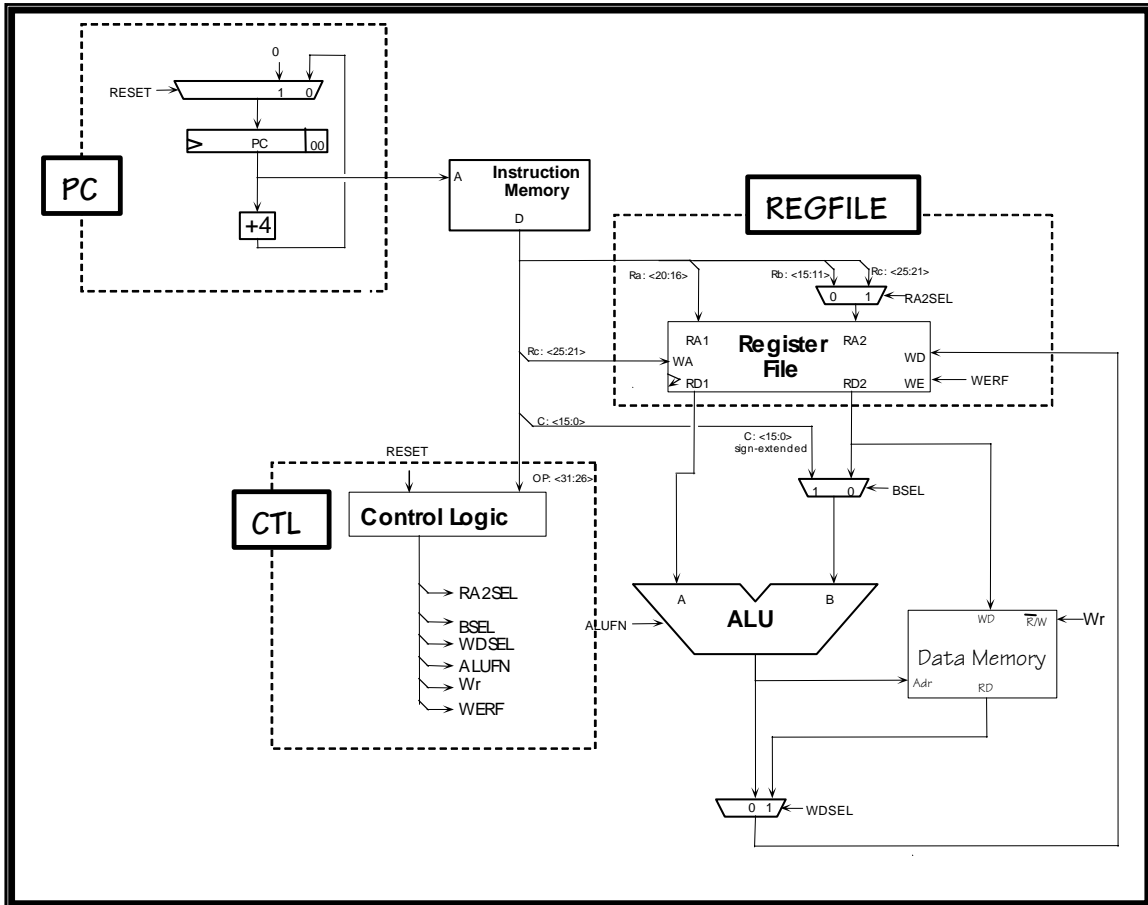 0
RESET
1 0
PC 00
PC
+4
A Instruction
Memory
D
REGFILE
Ra: <20:16>
Rb: <15:11>
Rc: <25:21>
0 1
RA2SEL
RA1
Register
File
RA2
WD
Rc: <25:21>
WA
RD1
RD2
WE
WERF
C: <15:0>
C: <15:0>
sign-extended
RESET
OP: <31:26>
1 0
BSEL
CTL
Control Logic
RA2SEL
BSEL
WDSEL
ALUFN
Wr
WERF
A
B
ALU
ALUFN
WD
R/W
Wr
Data Memory
Adr
RD
0 1
WDSEL